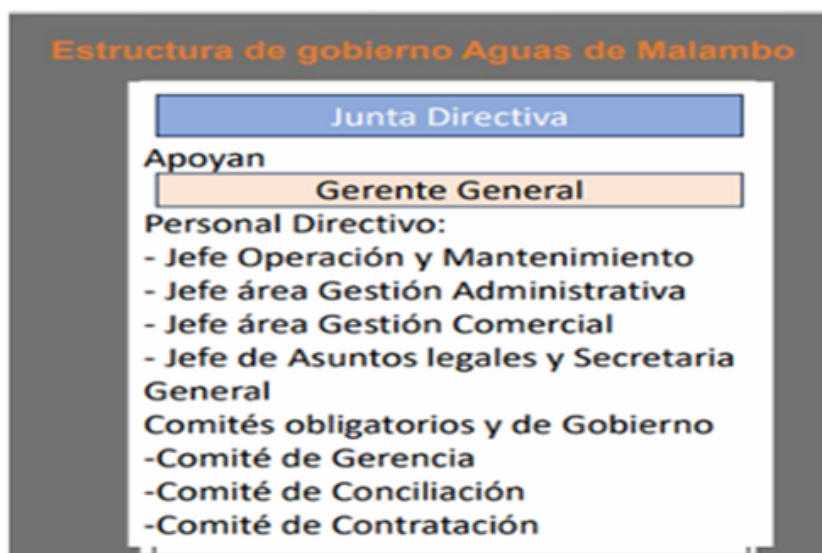 Estructura de gobierno Aguas de Malambo
Junta Directiva
Apoyan
Gerente General
Personal Directivo:
- Jefe Operación y Mantenimiento
- Jefe área Gestión Administrativa
- Jefe área Gestión Comercial
- Jefe de Asuntos legales y Secretaria
General
Comités obligatorios y de Gobierno
-Comité de Gerencia
-Comité de Conciliación
-Comité de Contratación